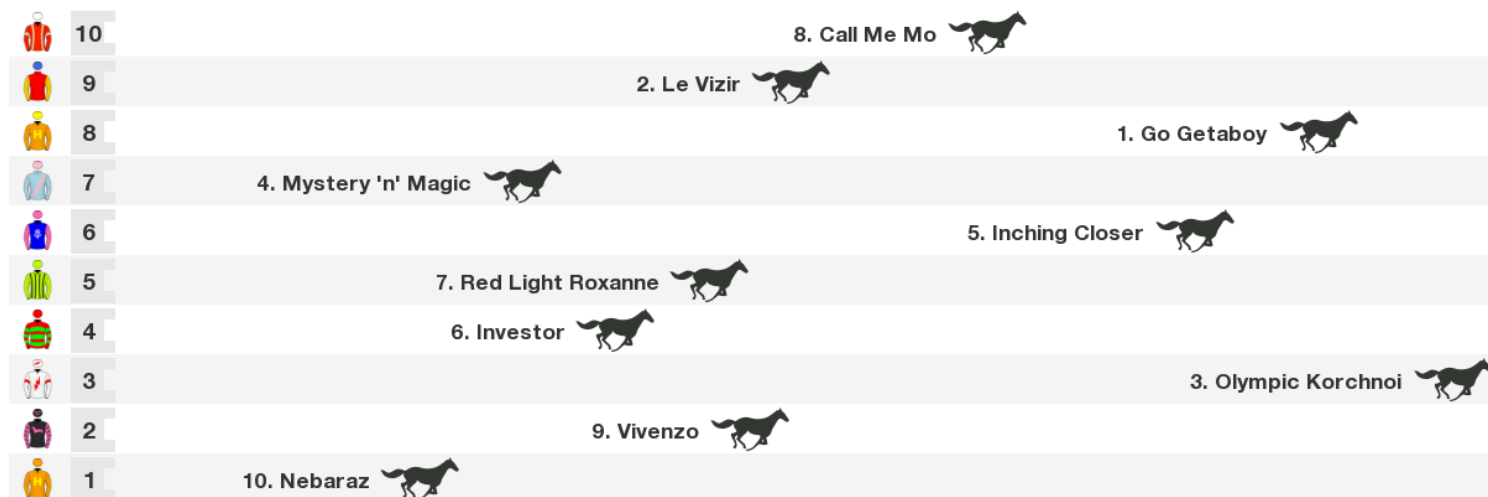 10 8. Call Me Mo
9 2. Le Vizir
8 1. Go Getaboy
7 4. Mystery 'n' Magic
6 5. Inching Closer
5 7. Red Light Roxanne
4 6. Investor
3 3. Olympic Korchnoi
2 9. Vivenzo
1 10. Nebaraz